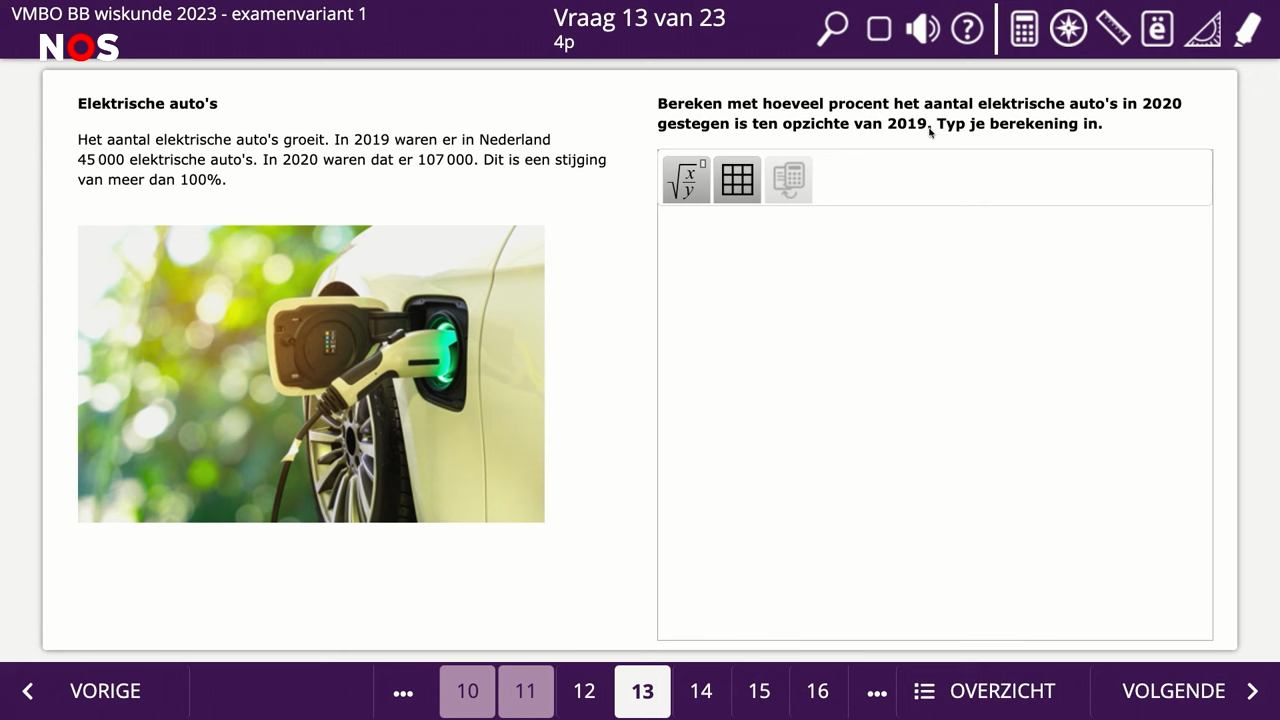 VMBO BB wiskunde 2023 - examenvariant 1
NOS
Vraag 13 van 23
4p
Elektrische auto's
Het aantal elektrische auto's groeit. In 2019 waren er in Nederland
45 000 elektrische auto's. In 2020 waren dat er 107 000. Dit is een stijging
van meer dan 100%.
Bereken met hoeveel procent het aantal elektrische auto's in 2020
gestegen is ten opzichte van 2019. Typ je berekening in.
VORIGE
...
10
11
12
13
14
15
16
...
OVERZICHT
VOLGENDE